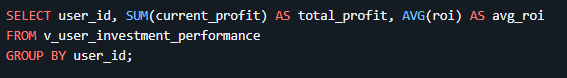 SELECT user_id, SUM(current_profit) AS total_profit, AVG(roi) AS avg_roi
FROM v_user_investment_performance
GROUP BY user_id;